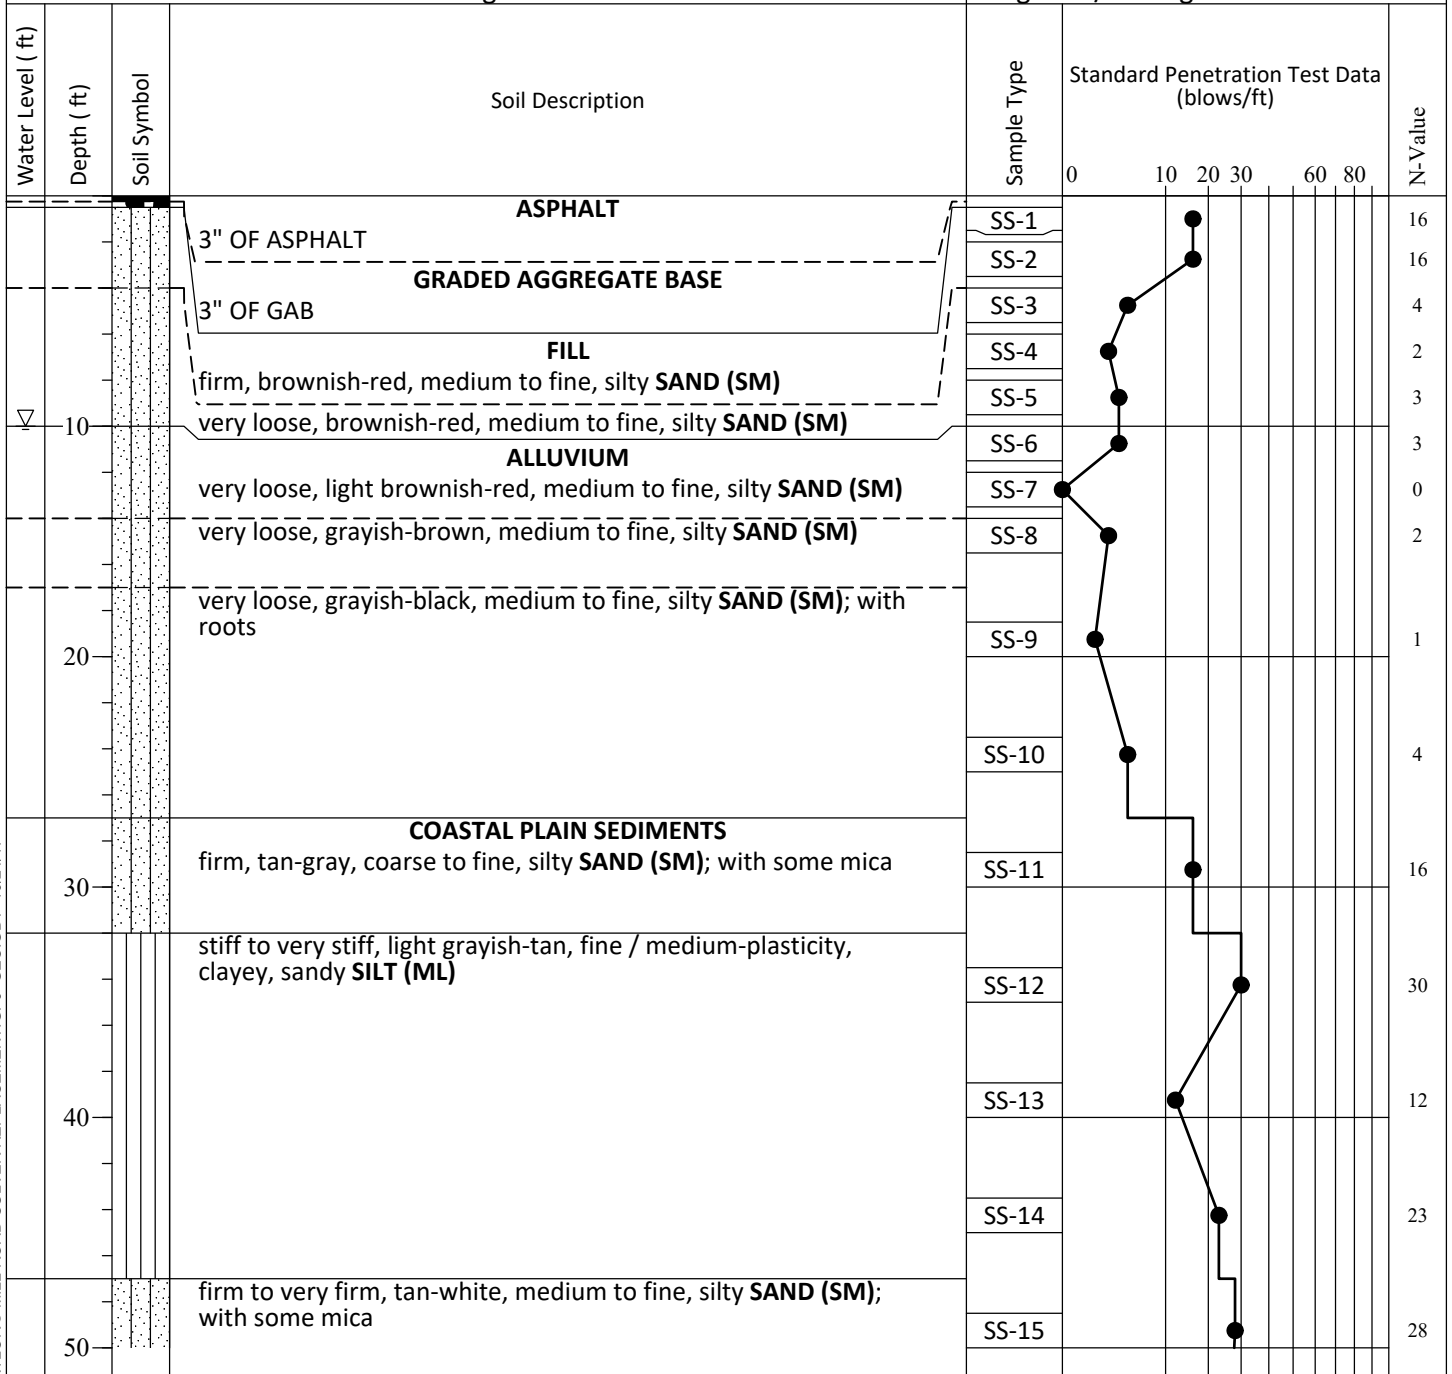 Water Level ( ft)
Depth ( ft)
Soil Symbol
Soil Description
Sample Type
Standard Penetration Test Data
(blows/ft)
N-Value
0 10 20 30 60 80
ASPHALT
SS-1 16
3" OF ASPHALT
SS-2 16
GRADED AGGREGATE BASE
3" OF GAB
SS-3 4
FILL
SS-4 2
firm, brownish-red, medium to fine, silty SAND (SM)
SS-5 3
very loose, brownish-red, medium to fine, silty SAND (SM)
10
SS-6 3
ALLUVIUM
very loose, light brownish-red, medium to fine, silty SAND (SM)
SS-7 0
very loose, grayish-brown, medium to fine, silty SAND (SM)
SS-8 2
very loose, grayish-black, medium to fine, silty SAND (SM); with
roots
SS-9 1
20
SS-10 4
COASTAL PLAIN SEDIMENTS
firm, tan-gray, coarse to fine, silty SAND (SM); with some mica
SS-11 16
30
stiff to very stiff, light grayish-tan, fine / medium-plasticity,
clayey, sandy SILT (ML)
SS-12 30
SS-13 12
40
SS-14 23
firm to very firm, tan-white, medium to fine, silty SAND (SM);
with some mica
SS-15 28
50